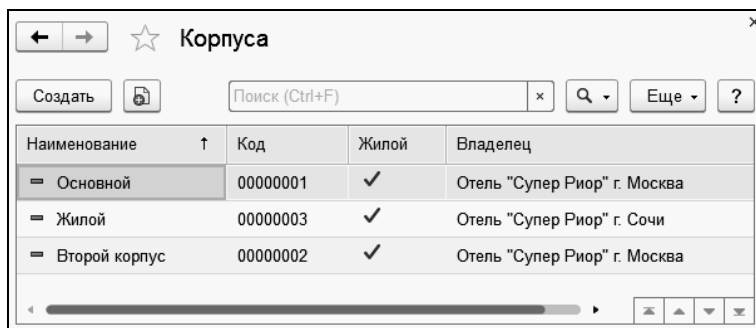 Корпуса
Создать Поиск (Ctrl+F) × Еще ?
Наименование ↑ Код Жилой Владелец
Основной 00000001 ✓ Отель "Супер Риор" г. Москва
Жилой 00000003 ✓ Отель "Супер Риор" г. Сочи
Второй корпус 00000002 ✓ Отель "Супер Риор" г. Москва